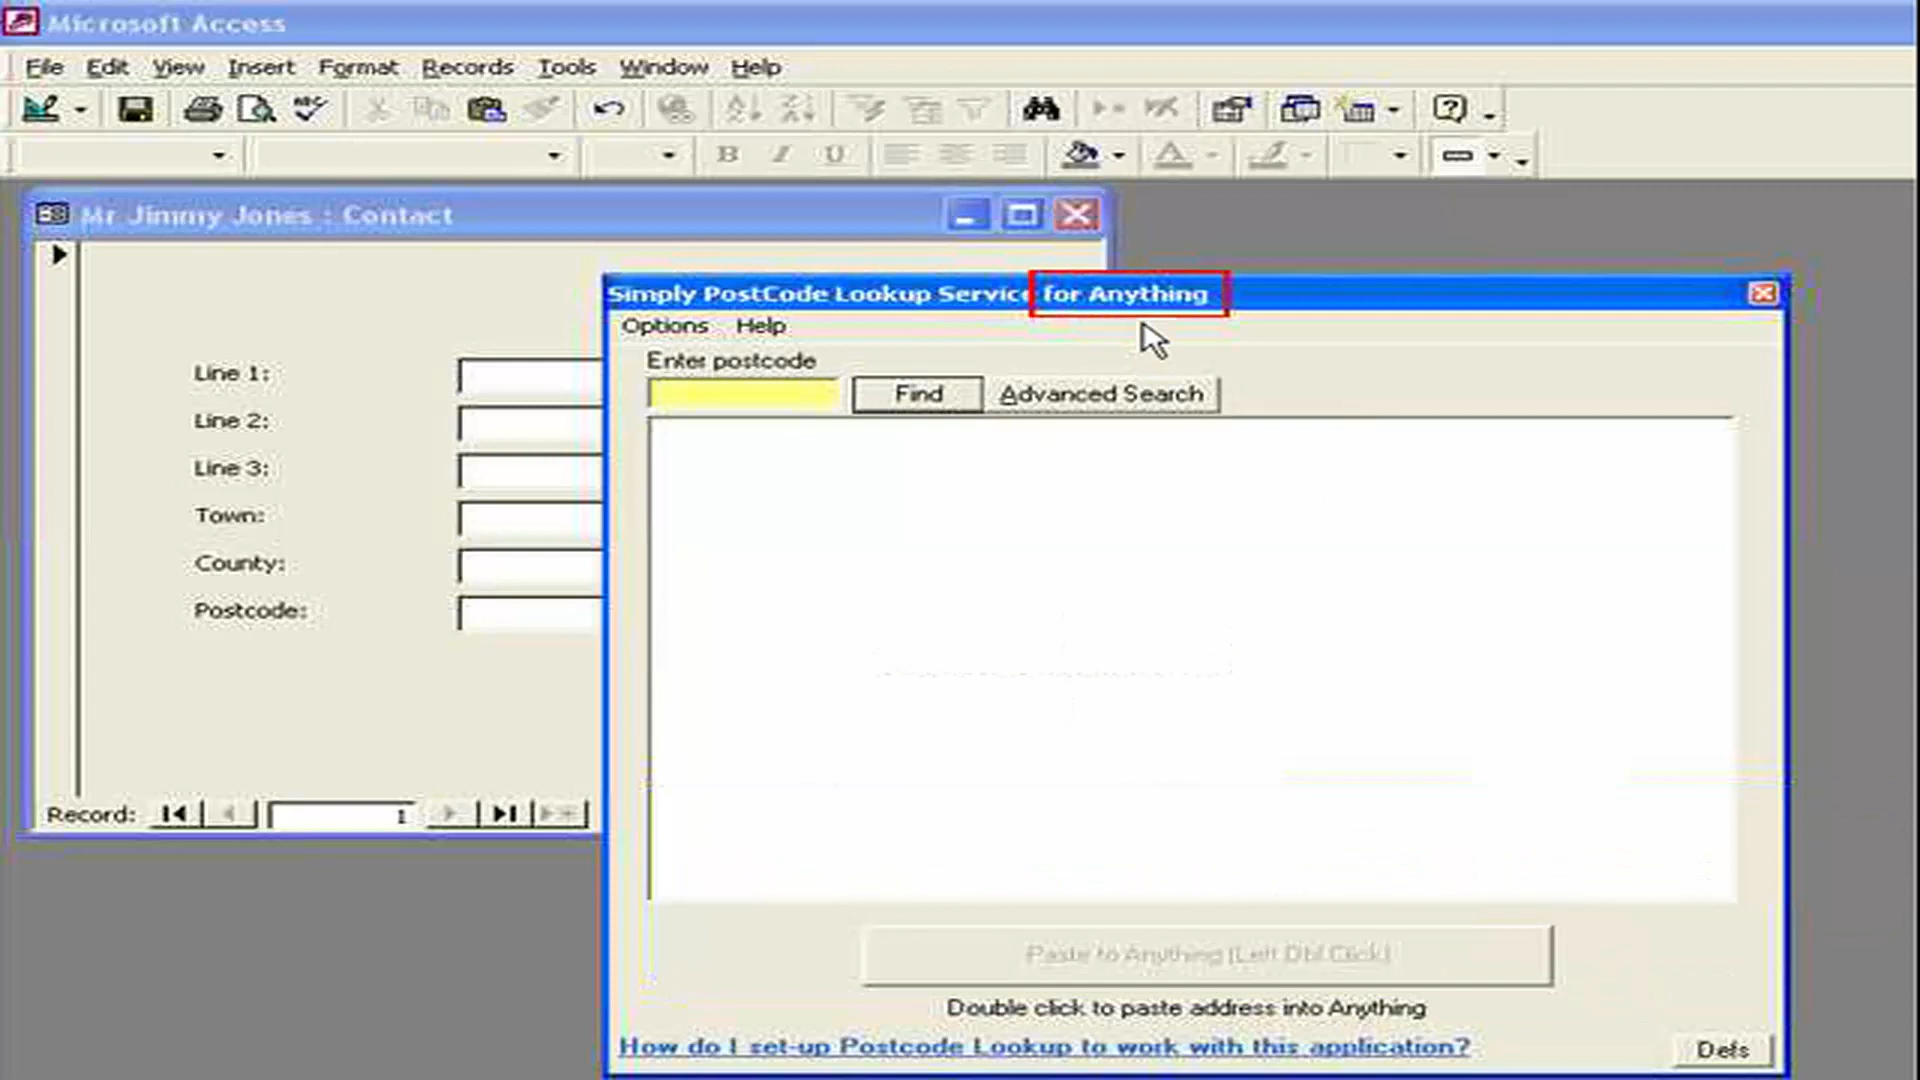 Microsoft Access
File Edit View Insert Format Records Tools Window Help
ABC
B I U A
Mr Jimmy Jones : Contact
Simply PostCode Lookup Service for Anything
Options Help
Enter postcode
Find Advanced Search
Line 1:
Line 2:
Line 3:
Town:
County:
Postcode:
Record: 1
Paste to Anything (Left Dbl Click)
Double click to paste address into Anything
How do I set-up Postcode Lookup to work with this application?
Defs